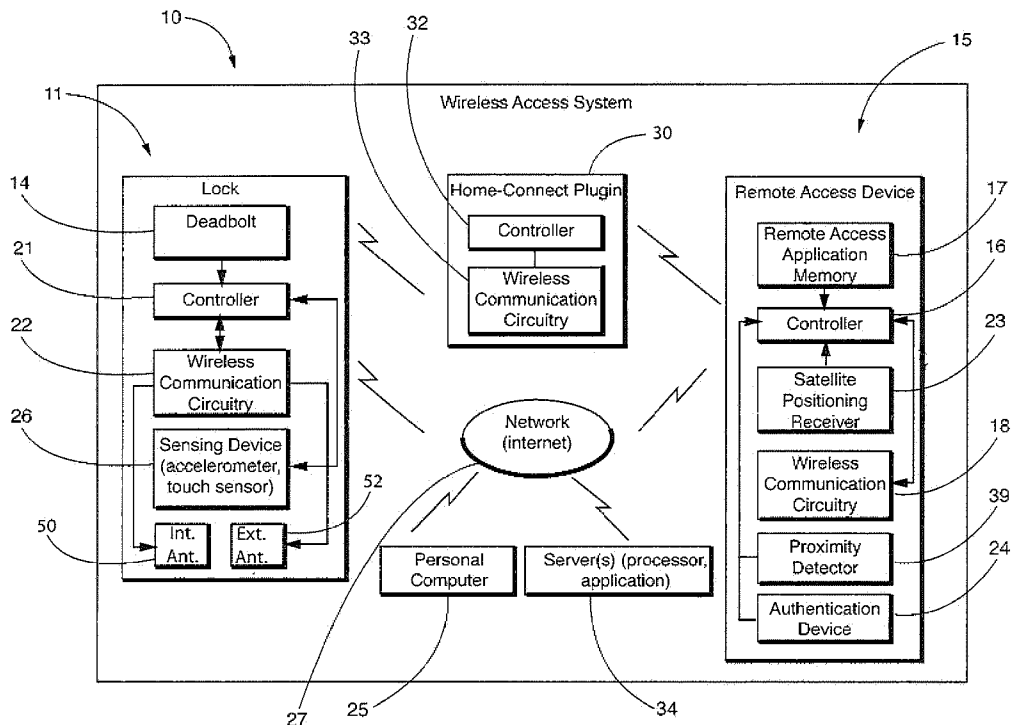 10
33
32
15
11
Wireless Access System
30
Lock
14
Deadbolt
21
Controller
22
Wireless
Communication
Circuitry
26
Sensing Device
(accelerometer,
touch sensor)
50
Int.
Ant.
Ext.
Ant.
52
Home-Connect Plugin
Controller
Wireless
Communication
Circuitry
Network
(internet)
Personal
Computer
Server(s) (processor,
application)
25
27
34
Remote Access Device
17
Remote Access
Application
Memory
16
Controller
23
Satellite
Positioning
Receiver
18
Wireless
Communication
Circuitry
39
Proximity
Detector
24
Authentication
Device